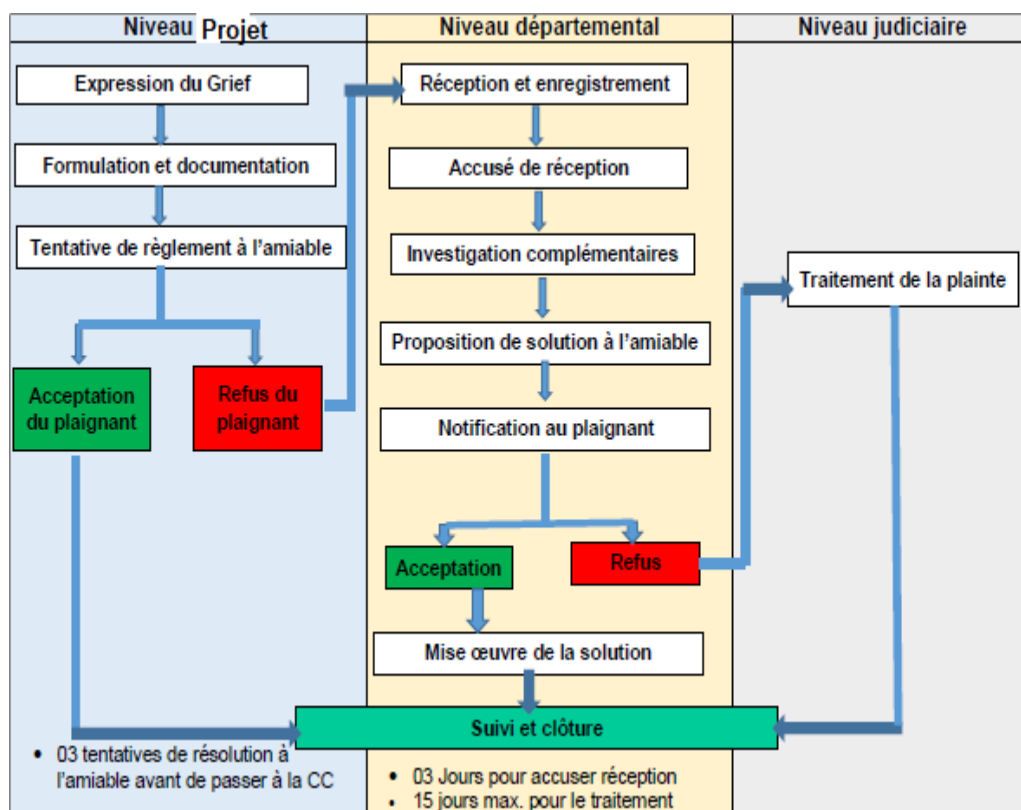 Niveau Projet
Niveau départemental
Niveau judiciaire
Expression du Grief
Formulation et documentation
Tentative de règlement à l'amiable
Acceptation
du plaignant
Refus du
plaignant
• 03 tentatives de résolution à
l'amiable avant de passer à la CC
Réception et enregistrement
Accusé de réception
Investigation complémentaires
Proposition de solution à l'amiable
Notification au plaignant
Acceptation
Refus
Mise œuvre de la solution
Suivi et clôture
• 03 Jours pour accuser réception
• 15 jours max. pour le traitement
Traitement de la plainte